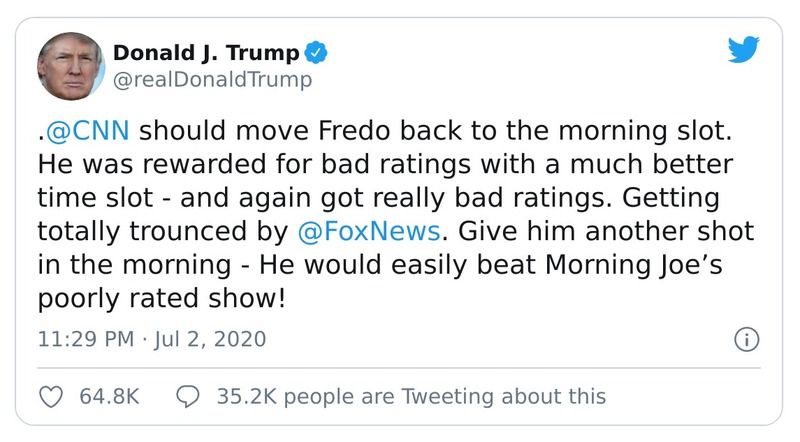 Donald J. Trump
@realDonaldTrump
.@CNN should move Fredo back to the morning slot.
He was rewarded for bad ratings with a much better
time slot - and again got really bad ratings. Getting
totally trounced by @FoxNews. Give him another shot
in the morning - He would easily beat Morning Joe’s
poorly rated show!
11:29 PM · Jul 2, 2020
64.8K 35.2K people are Tweeting about this